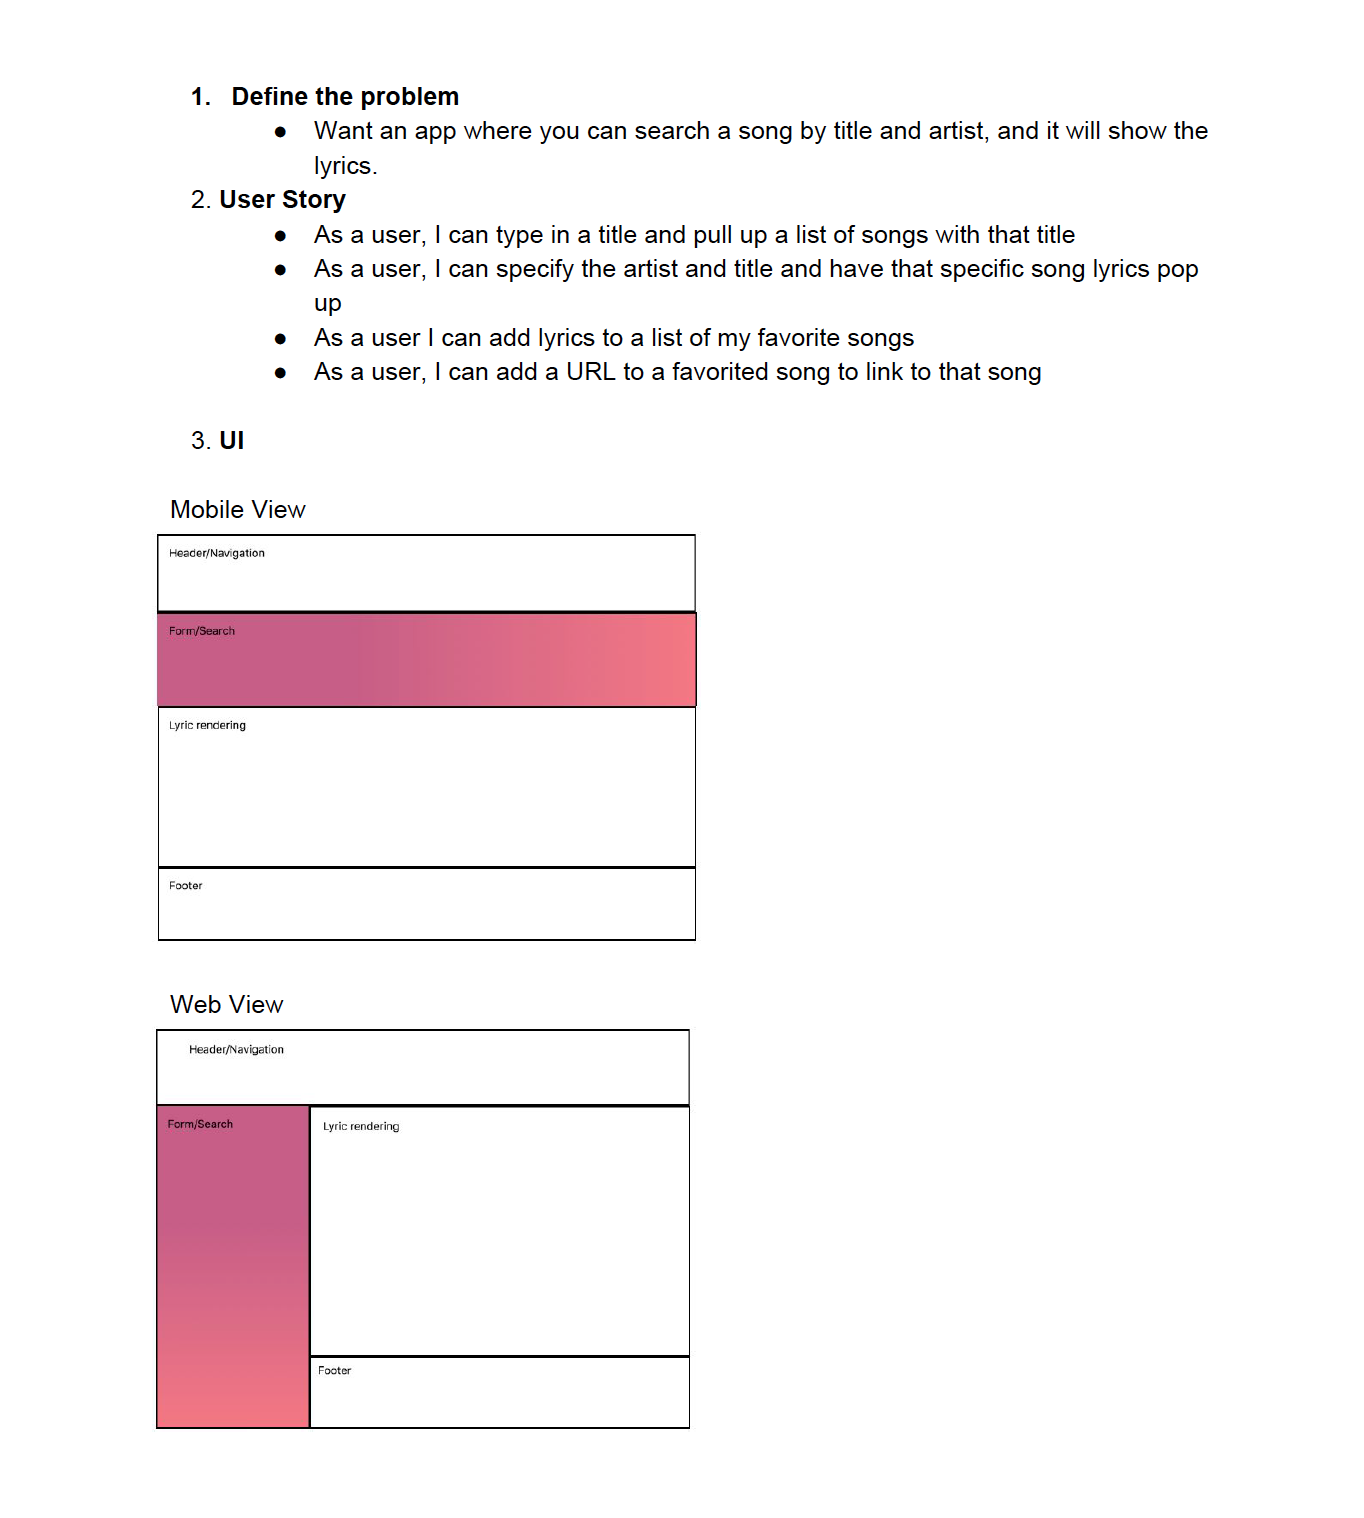 1. Define the problem
● Want an app where you can search a song by title and artist, and it will show the
lyrics.
2. User Story
● As a user, I can type in a title and pull up a list of songs with that title
● As a user, I can specify the artist and title and have that specific song lyrics pop
up
● As a user I can add lyrics to a list of my favorite songs
● As a user, I can add a URL to a favorited song to link to that song
3. UI
Mobile View
Header/Navigation
Form/Search
Lyric rendering
Footer
Web View
Header/Navigation
Form/Search
Lyric rendering
Footer